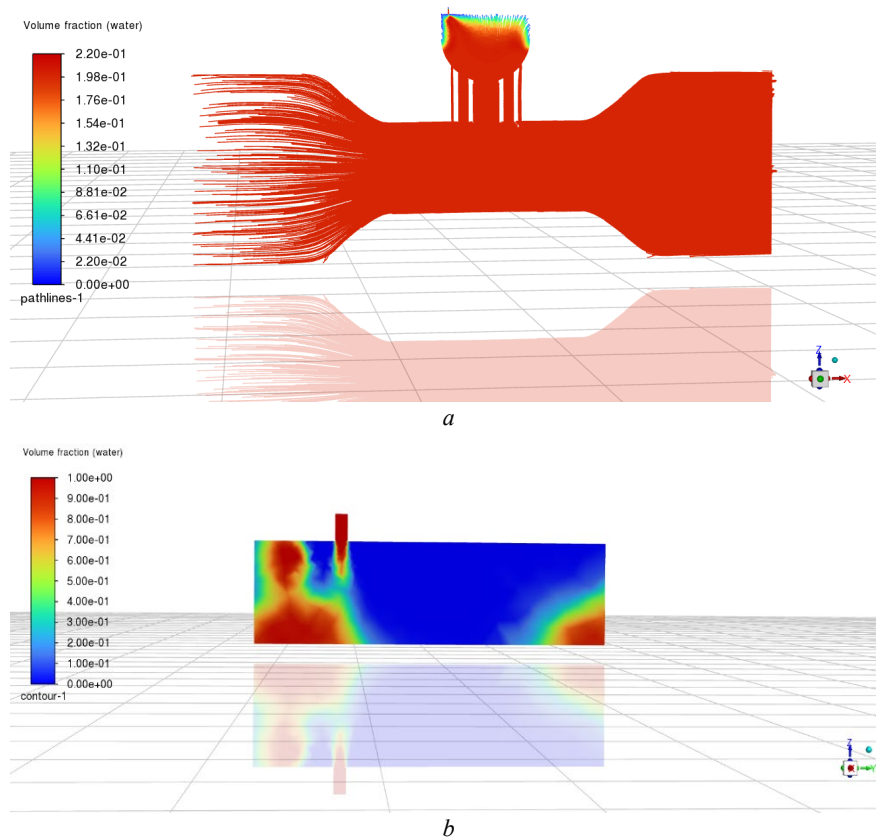 Volume fraction (water)
2.20e-01
1.98e-01
1.76e-01
1.54e-01
1.32e-01
1.10e-01
8.81e-02
6.61e-02
4.41e-02
2.20e-02
0.00e+00
pathlines-1
Z
X
a
Volume fraction (water)
1.00e+00
9.00e-01
8.00e-01
7.00e-01
6.00e-01
5.00e-01
4.00e-01
3.00e-01
2.00e-01
1.00e-01
0.00e+00
contour-1
Z
Y
b